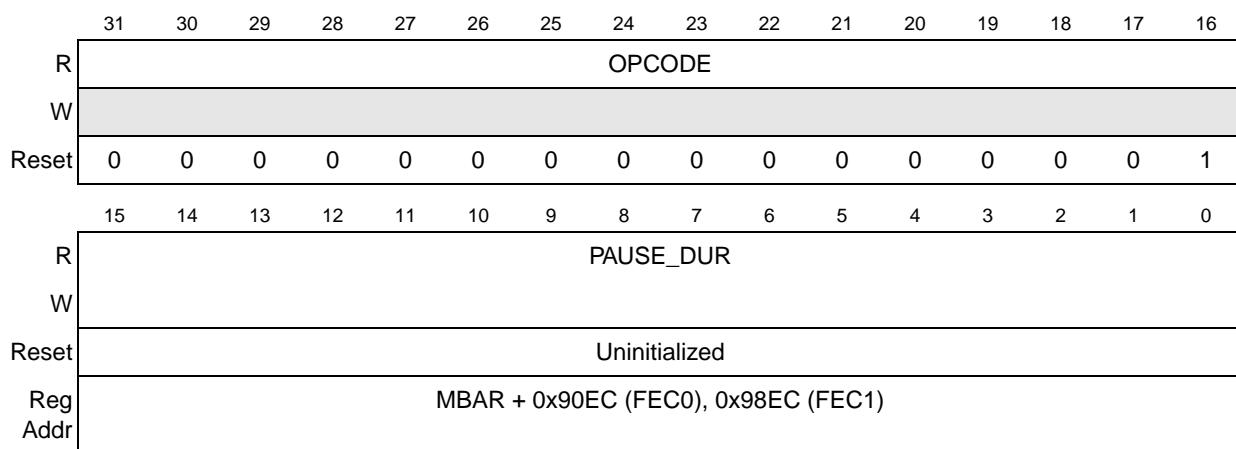 31 30 29 28 27 26 25 24 23 22 21 20 19 18 17 16
R OPCODE
W
Reset 0 0 0 0 0 0 0 0 0 0 0 0 0 0 0 1
15 14 13 12 11 10 9 8 7 6 5 4 3 2 1 0
R PAUSE_DUR
W
Reset Uninitialized
Reg MBAR + 0x90EC (FEC0), 0x98EC (FEC1)
Addr